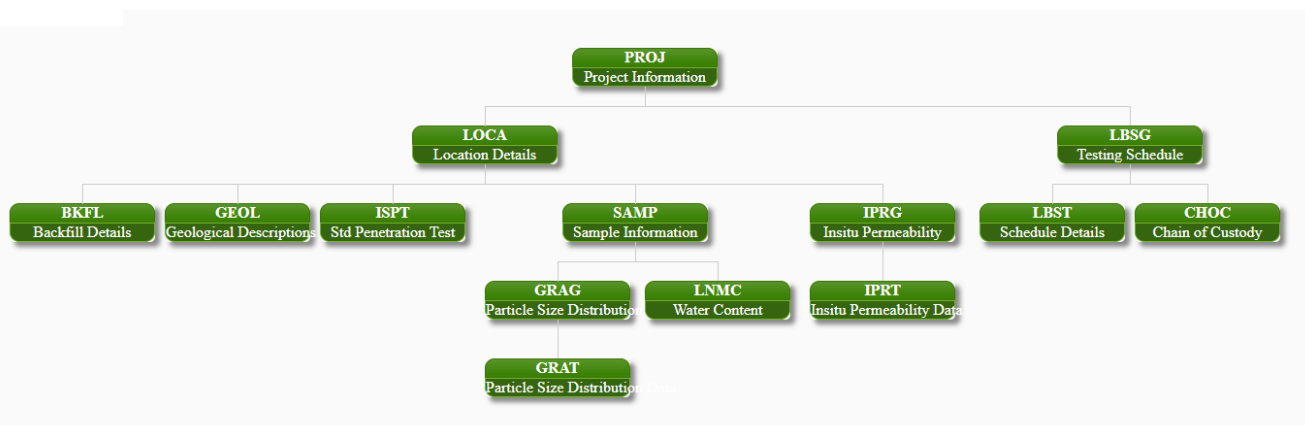 PROJ
Project Information
LOCA
Location Details
LBSG
Testing Schedule
BKFL
Backfill Details
GEOL
Geological Descriptions
ISPT
Std Penetration Test
SAMP
Sample Information
IPRG
Insitu Permeability
LBST
Schedule Details
CHOC
Chain of Custody
GRAG
Particle Size Distribution
LNMC
Water Content
IPRT
Insitu Permeability Data
GRAT
Particle Size Distribution